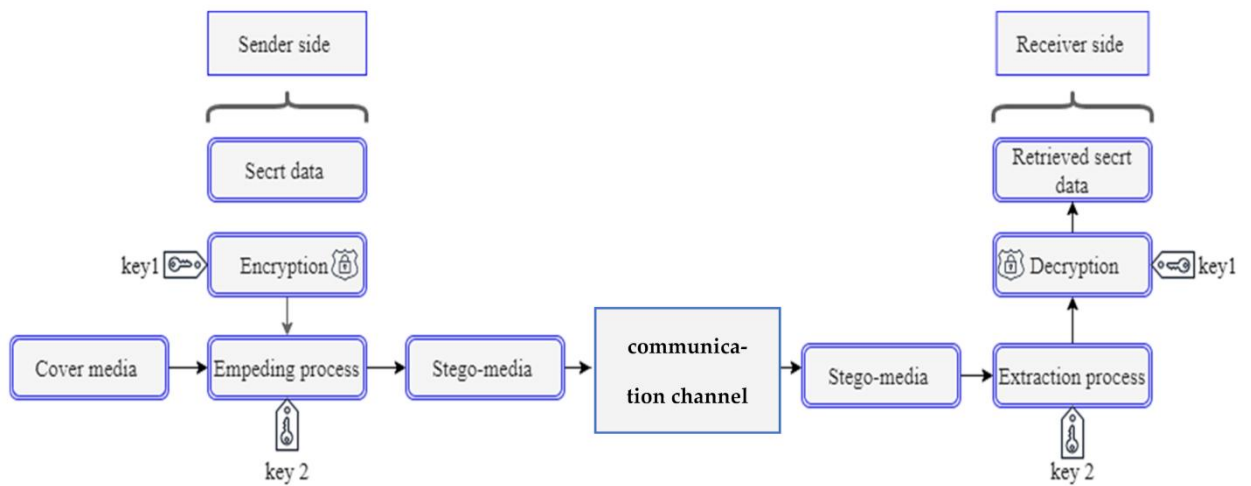 Sender side
Receiver side
Secrt data
Retrieved secrt
data
key1
Encryption
Decryption
key1
Cover media
Empeding process
Stego-media
communica-
tion channel
Stego-media
Extraction process
key 2
key 2